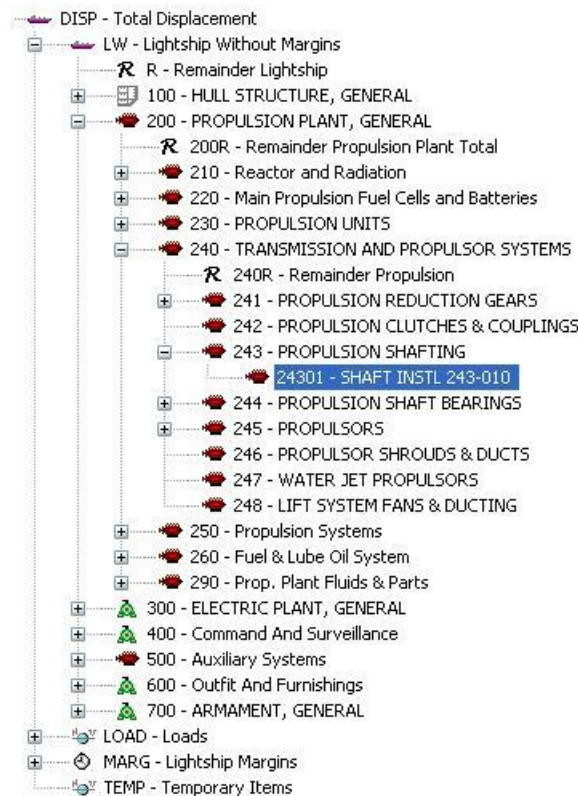 DISP - Total Displacement
LW - Lightship Without Margins
R R - Remainder Lightship
100 - HULL STRUCTURE, GENERAL
200 - PROPULSION PLANT, GENERAL
R 200R - Remainder Propulsion Plant Total
210 - Reactor and Radiation
220 - Main Propulsion Fuel Cells and Batteries
230 - PROPULSION UNITS
240 - TRANSMISSION AND PROPULSOR SYSTEMS
R 240R - Remainder Propulsion
241 - PROPULSION REDUCTION GEARS
242 - PROPULSION CLUTCHES & COUPLINGS
243 - PROPULSION SHAFTING
24301 - SHAFT INSTL 243-010
244 - PROPULSION SHAFT BEARINGS
245 - PROPULSORS
246 - PROPULSOR SHROUDS & DUCTS
247 - WATER JET PROPULSORS
248 - LIFT SYSTEM FANS & DUCTING
250 - Propulsion Systems
260 - Fuel & Lube Oil System
290 - Prop. Plant Fluids & Parts
300 - ELECTRIC PLANT, GENERAL
400 - Command And Surveillance
500 - Auxiliary Systems
600 - Outfit And Furnishings
700 - ARMAMENT, GENERAL
LOAD - Loads
MARG - Lightship Margins
TEMP - Temporary Items